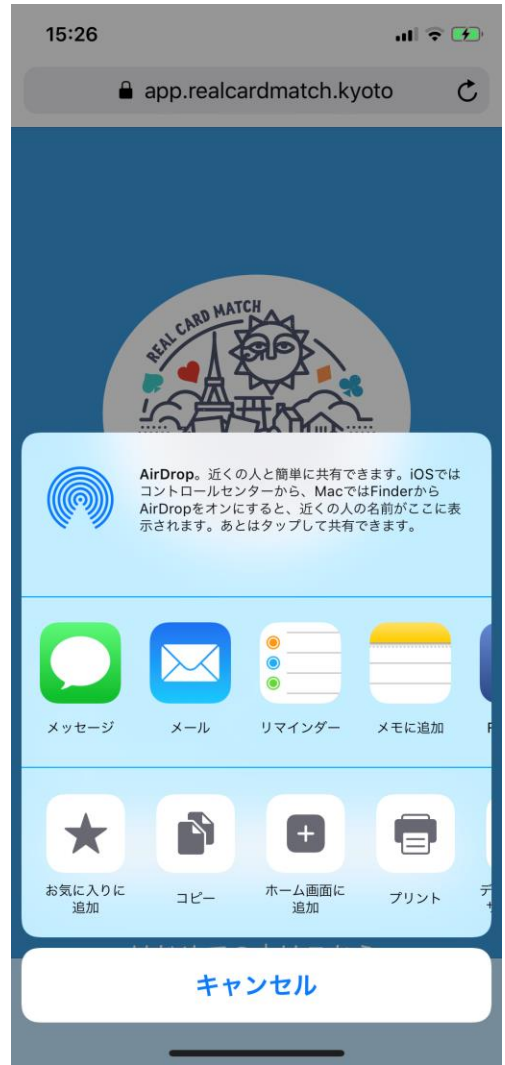 15:26
app.realcardmatch.kyoto
REAL CARD MATCH
AirDrop。近くの人と簡単に共有できます。iOSでは
コントロールセンターから、MacではFinderから
AirDropをオンにすると、近くの人の名前がここに表
示されます。あとはタップして共有できます。
メッセージ
メール
リマインダー
メモに追加
お気に入りに
追加
コピー
ホーム画面に
追加
プリント
キャンセル